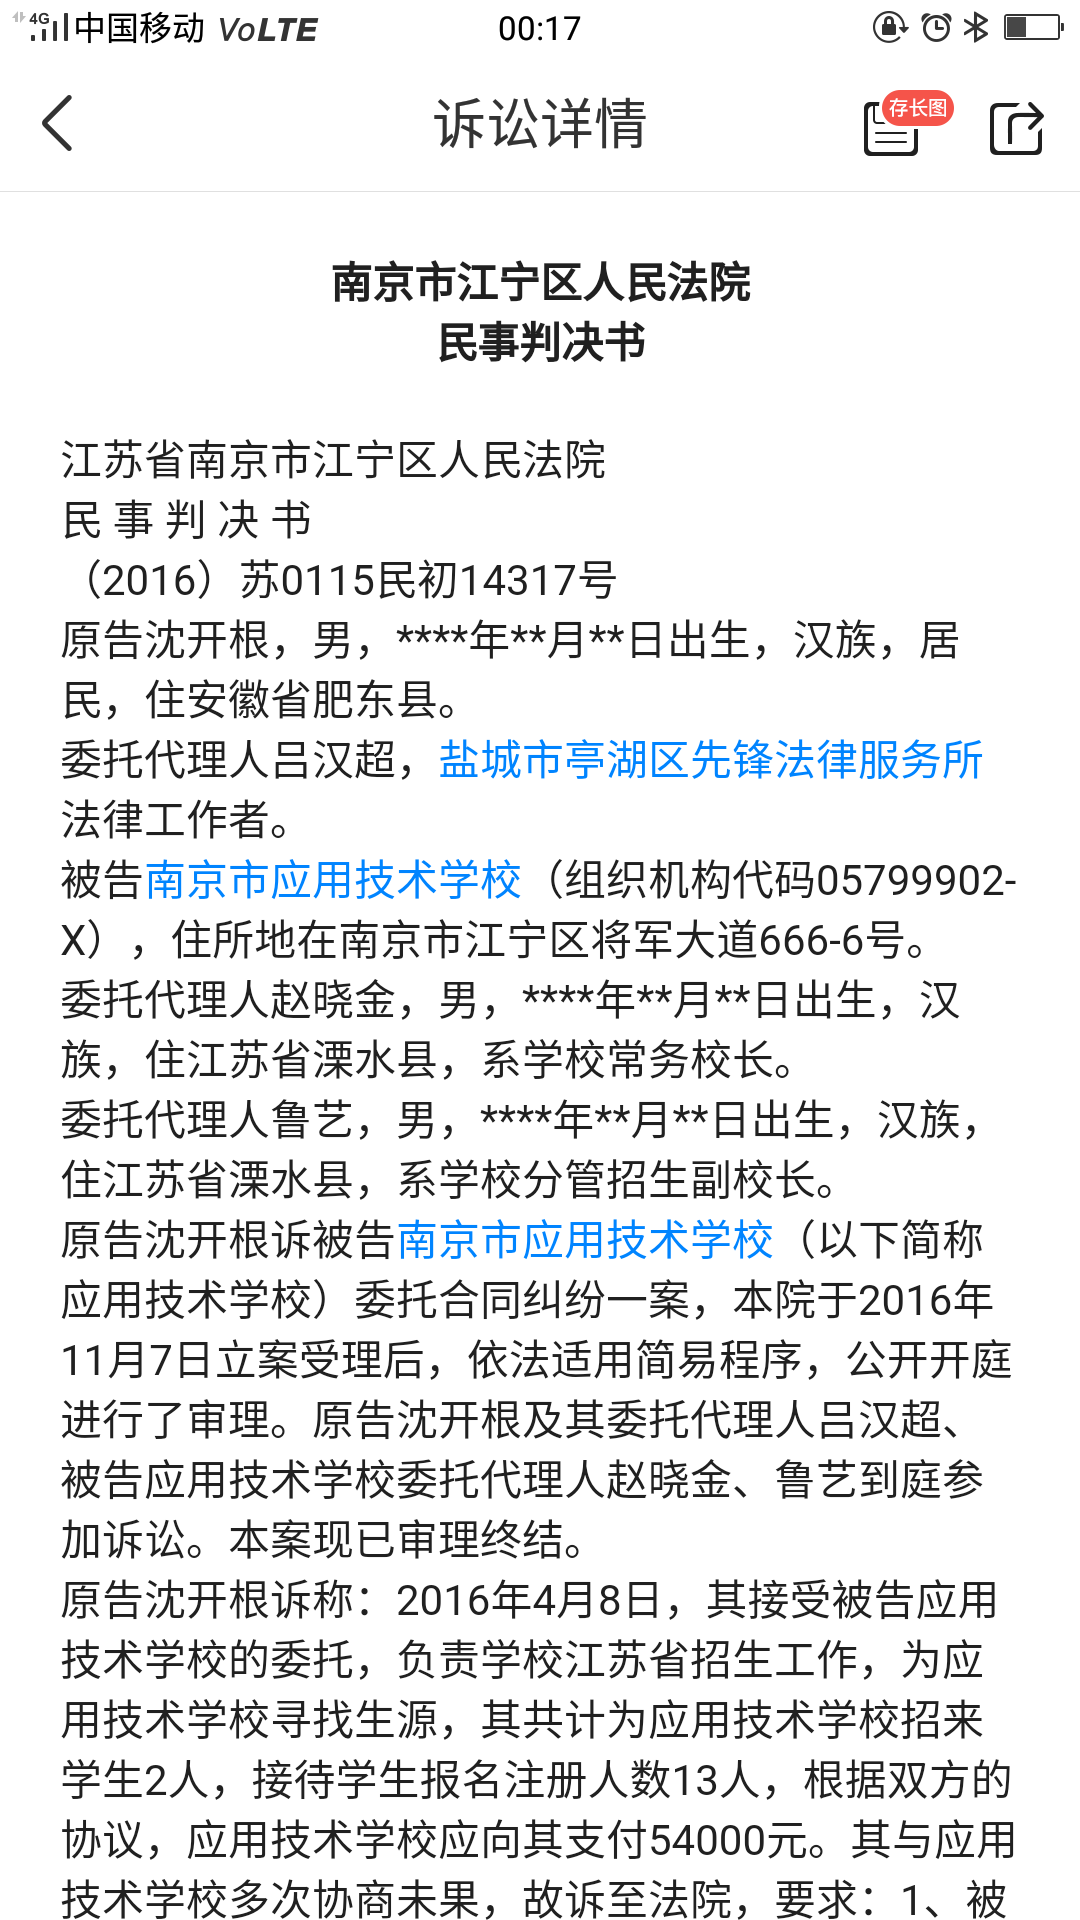 4G 中国移动 VoLTE 00:17
诉讼详情
存长图
南京市江宁区人民法院
民事判决书
江苏省南京市江宁区人民法院
民 事 判 决 书
（2016）苏0115民初14317号
原告沈开根，男，****年**月**日出生，汉族，居
民，住安徽省肥东县。
委托代理人吕汉超，盐城市亭湖区先锋法律服务所
法律工作者。
被告南京市应用技术学校（组织机构代码05799902-
X），住所地在南京市江宁区将军大道666-6号。
委托代理人赵晓金，男，****年**月**日出生，汉
族，住江苏省溧水县，系学校常务校长。
委托代理人鲁艺，男，****年**月**日出生，汉族，
住江苏省溧水县，系学校分管招生副校长。
原告沈开根诉被告南京市应用技术学校（以下简称
应用技术学校）委托合同纠纷一案，本院于2016年
11月7日立案受理后，依法适用简易程序，公开开庭
进行了审理。原告沈开根及其委托代理人吕汉超、
被告应用技术学校委托代理人赵晓金、鲁艺到庭参
加诉讼。本案现已审理终结。
原告沈开根诉称：2016年4月8日，其接受被告应用
技术学校的委托，负责学校江苏省招生工作，为应
用技术学校寻找生源，其共计为应用技术学校招来
学生2人，接待学生报名注册人数13人，根据双方的
协议，应用技术学校应向其支付54000元。其与应用
技术学校多次协商未果，故诉至法院，要求：1、被